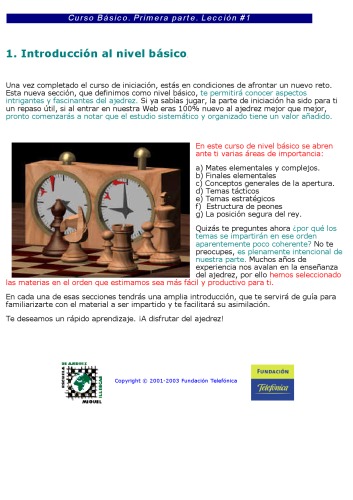 Curso Básico. Primera parte. Lección #1
1. Introducción al nivel básico
Una vez completado el curso de iniciación, estás en condiciones de afrontar un nuevo reto.
Esta nueva sección, que definimos como nivel básico, te permitirá conocer aspectos
intrigantes y fascinantes del ajedrez. Si ya sabías jugar, la parte de iniciación ha sido para ti
un repaso útil, si al entrar en nuestra Web eras 100% nuevo al ajedrez mejor que mejor,
pronto comenzarás a notar que el estudio sistemático y organizado tiene un valor añadido.
En este curso de nivel básico se abren
ante ti varias áreas de importancia:
a) Mates elementales y complejos.
b) Finales elementales
c) Conceptos generales de la apertura.
d) Temas tácticos
e) Temas estratégicos
f) Estructura de peones
g) La posición segura del rey.
Quizás te preguntes ahora ¿por qué los
temas se impartirán en ese orden
aparentemente poco coherente? No te
preocupes, es plenamente intencional de
nuestra parte. Muchos años de
experiencia nos avalan en la enseñanza
del ajedrez, por ello hemos seleccionado
las materias en el orden que estimamos sea más fácil y productivo para ti.
En cada una de esas secciones tendrás una amplia introducción, que te servirá de guía para
familiarizarte con el material a ser impartido y te facilitará su asimilación.
Te deseamos un rápido aprendizaje. ¡A disfrutar del ajedrez!
DE AJEDREZ
ESCUELA
ILLESCAS
MIGUEL
Copyright © 2001-2003 Fundación Telefónica
FUNDACIÓN
Telefónica